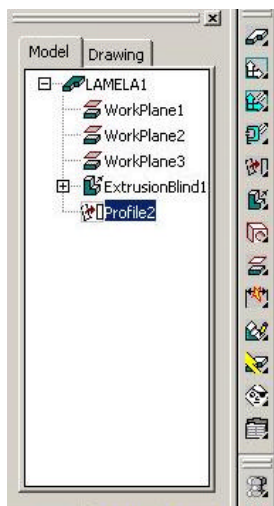 Model Drawing
LAMELA1
WorkPlane1
WorkPlane2
WorkPlane3
ExtrusionBlind1
Profile2